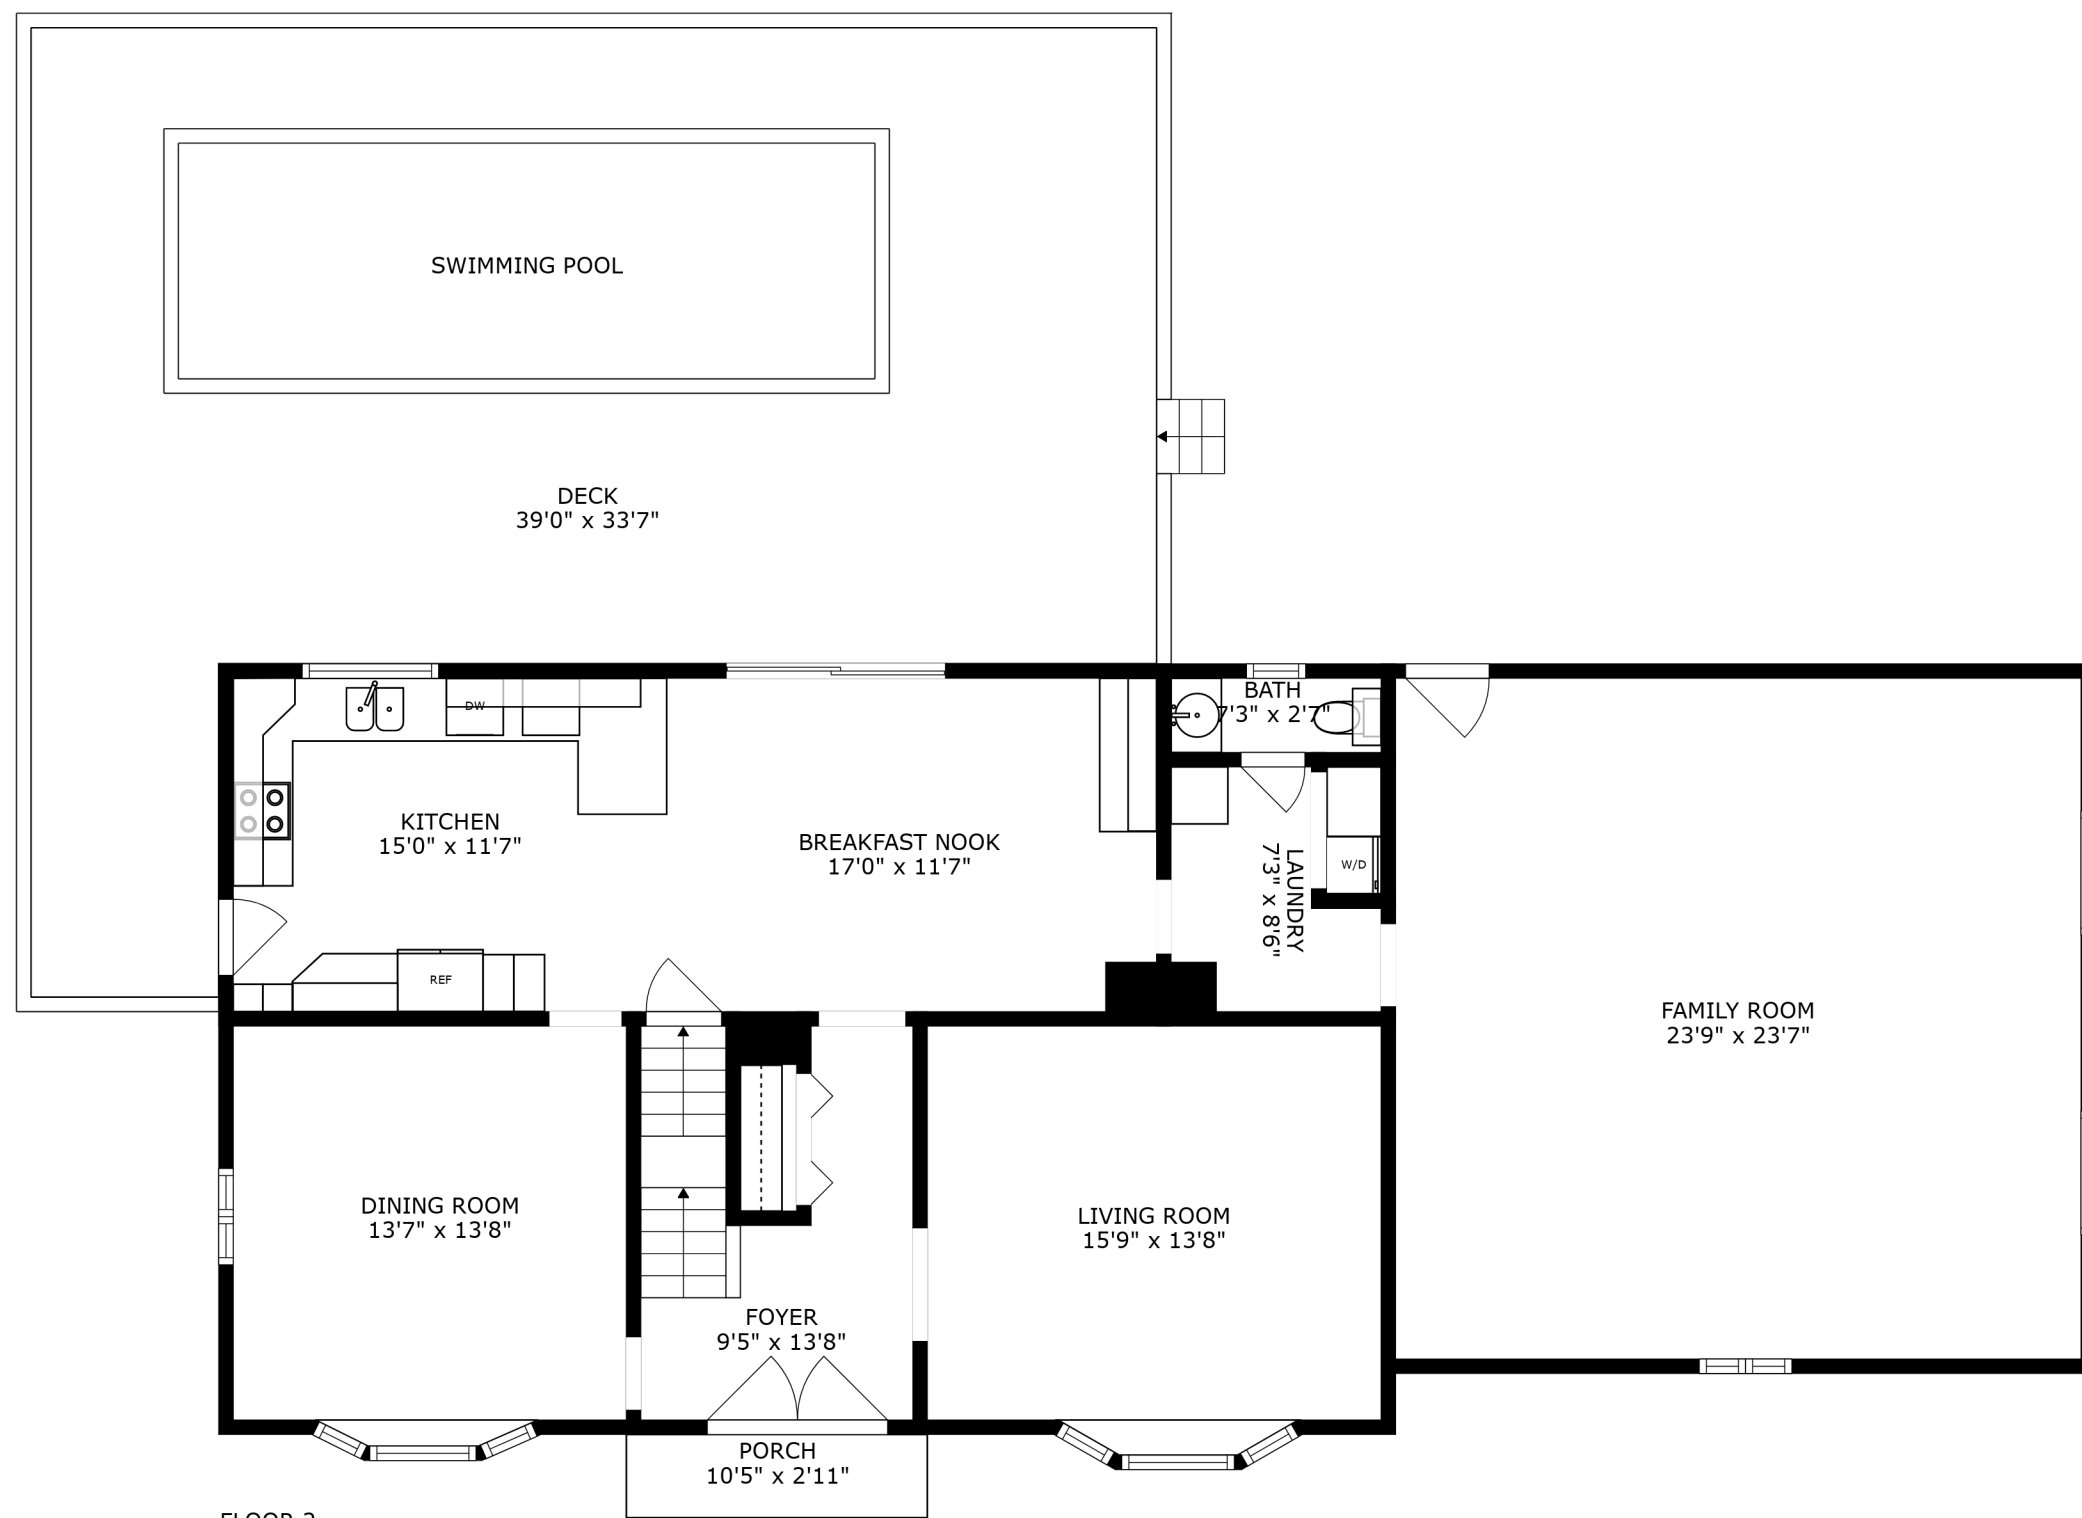 SWIMMING POOL
DECK
39'0" x 33'7"
BATH
7'3" x 2'7"
DW
KITCHEN
15'0" x 11'7"
BREAKFAST NOOK
17'0" x 11'7"
LAUNDRY
7'3" x 8'6"
W/D
REF
FAMILY ROOM
23'9" x 23'7"
DINING ROOM
13'7" x 13'8"
LIVING ROOM
15'9" x 13'8"
FOYER
9'5" x 13'8"
PORCH
10'5" x 2'11"
FLOOR 2